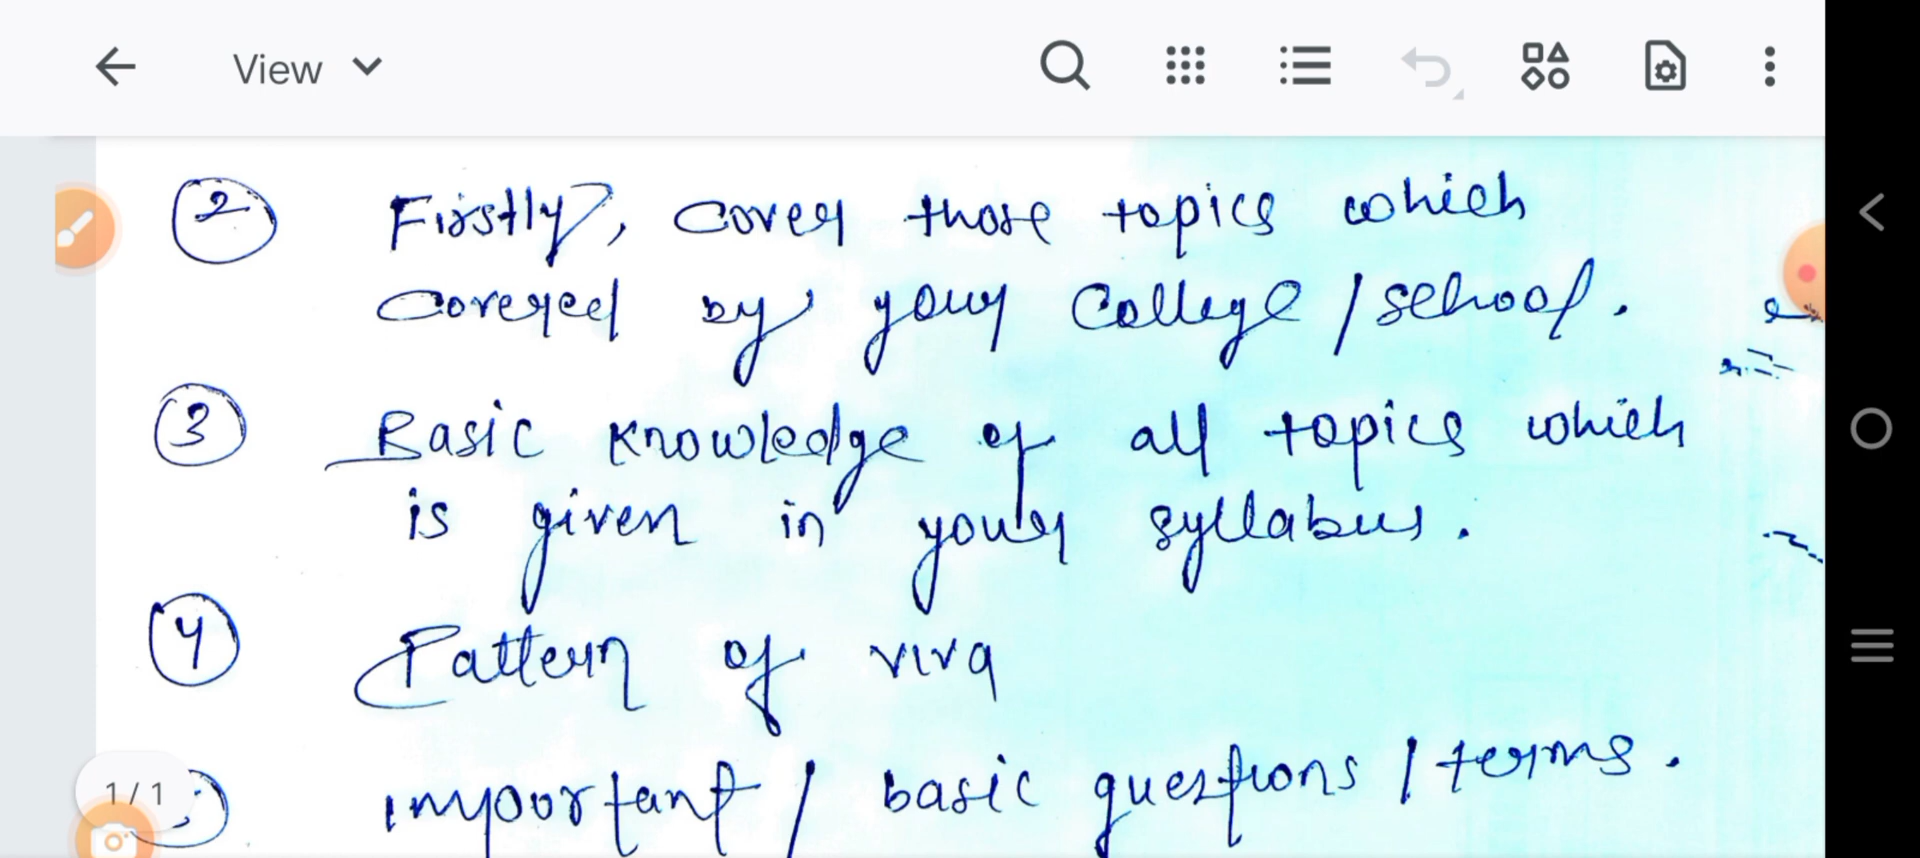 View
② Firstly, cover those topics which
covered by your College / school.
③ Basic Knowledge of all topics which
is given in your syllabus.
④ Pattern of viva
important / basic questions / terms.
1 / 1